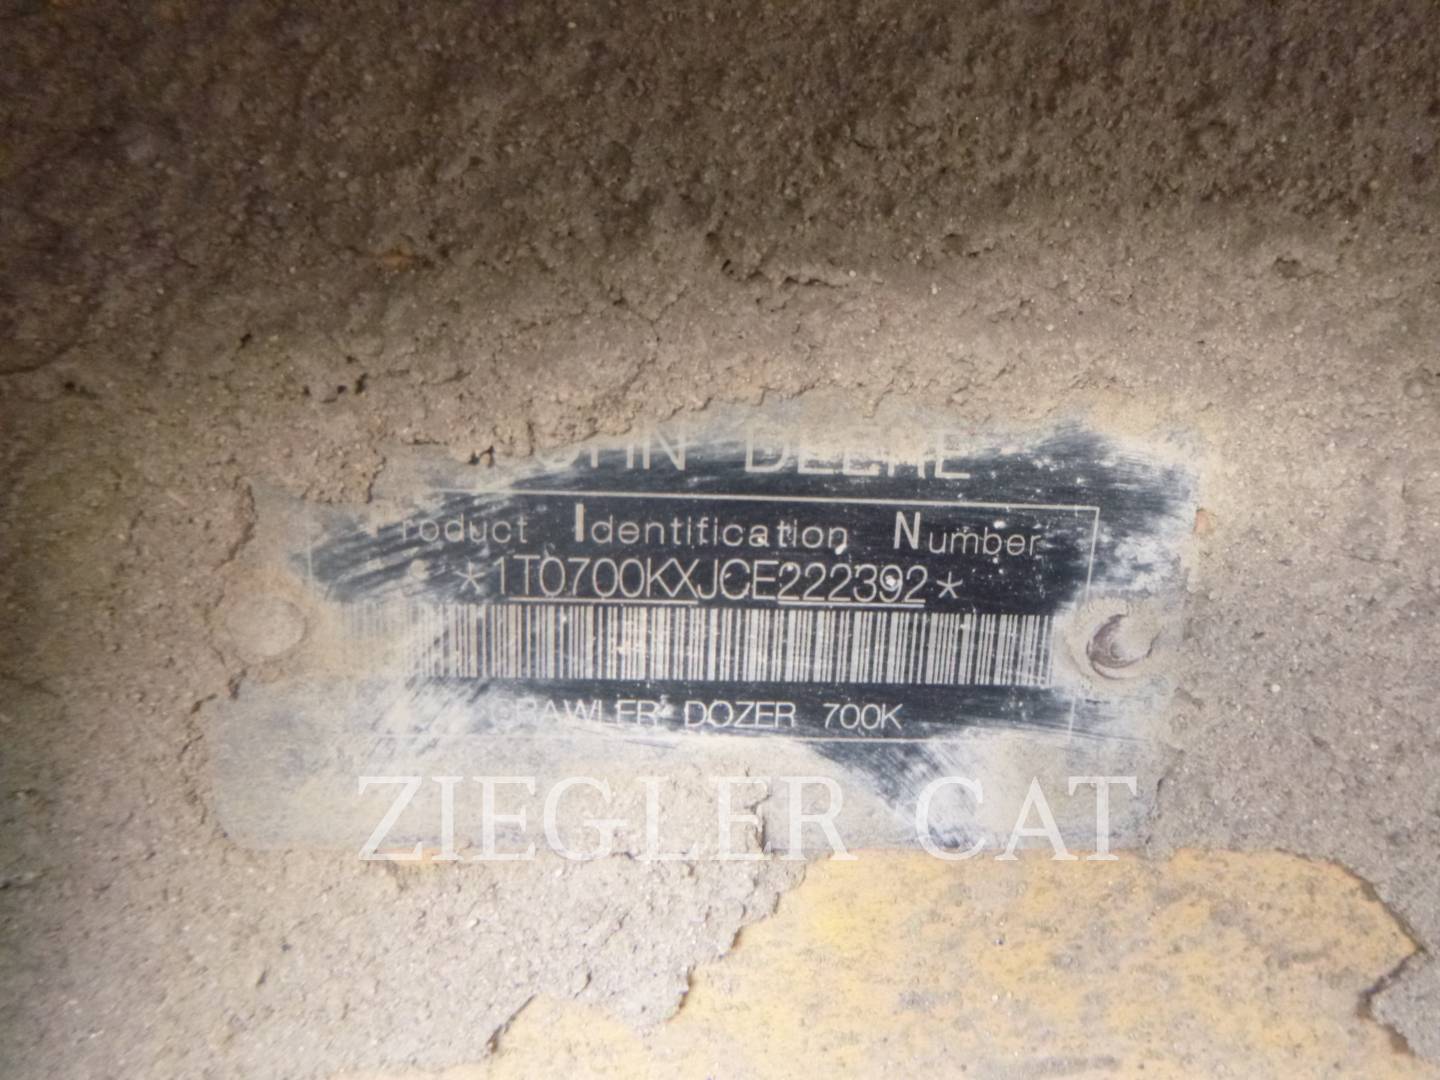 JOHN DEERE
Product Identification Number
*1T0700KXJCE222392*
CRAWLER DOZER 700K
ZIEGLER CAT